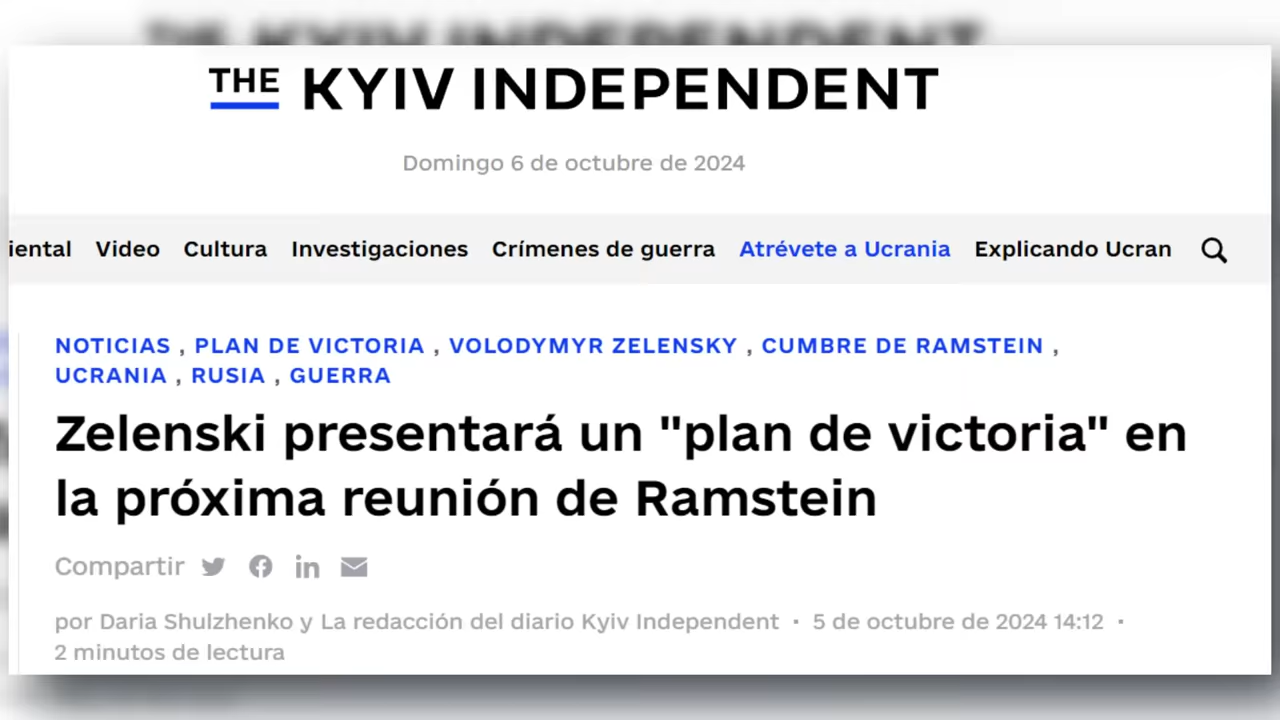 THE KYIV INDEPENDENT
Domingo 6 de octubre de 2024
iental Video Cultura Investigaciones Crímenes de guerra Atrévete a Ucrania Explicando Ucran
NOTICIAS , PLAN DE VICTORIA , VOLODYMYR ZELENSKY , CUMBRE DE RAMSTEIN ,
UCRANIA , RUSIA , GUERRA
Zelenski presentará un "plan de victoria" en
la próxima reunión de Ramstein
Compartir
por Daria Shulzhenko y La redacción del diario Kyiv Independent · 5 de octubre de 2024 14:12 ·
2 minutos de lectura